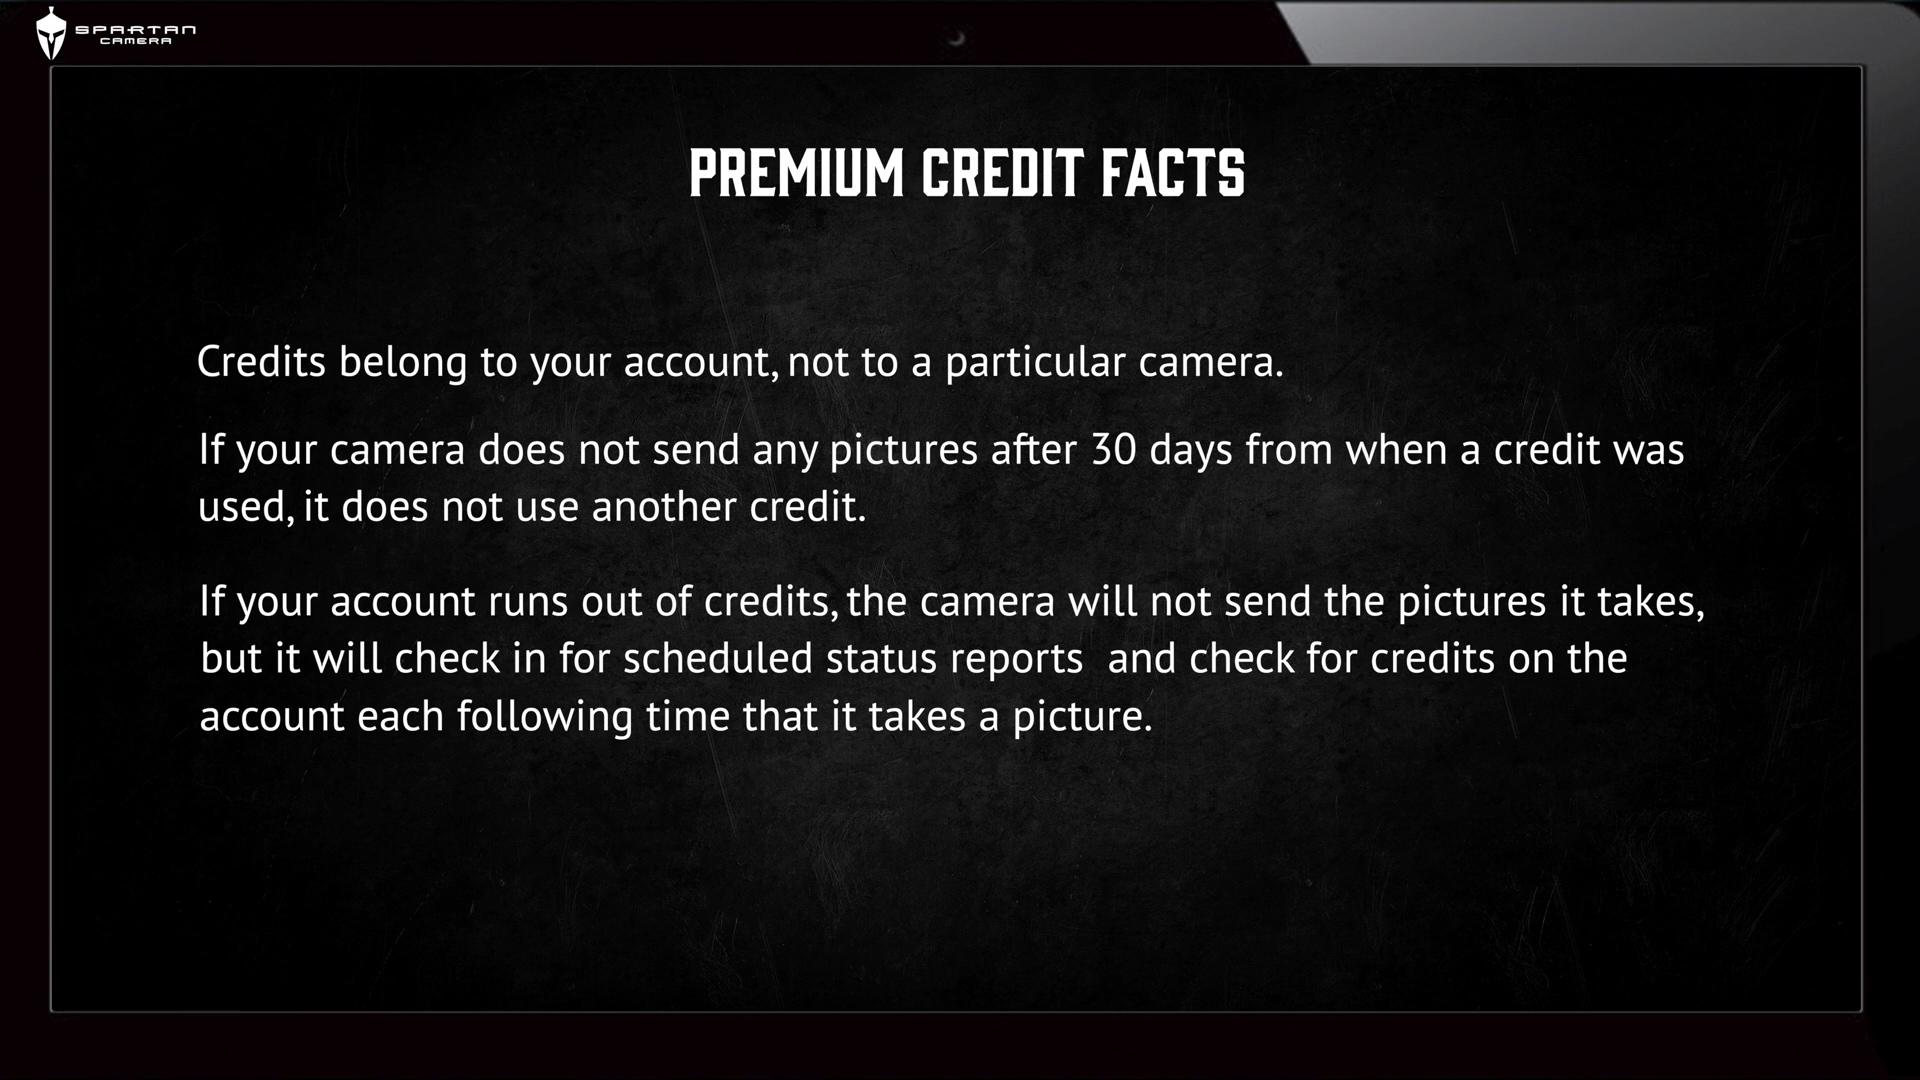 SPARTAN
CAMERA
PREMIUM CREDIT FACTS
Credits belong to your account, not to a particular camera.
If your camera does not send any pictures after 30 days from when a credit was
used, it does not use another credit.
If your account runs out of credits, the camera will not send the pictures it takes,
but it will check in for scheduled status reports  and check for credits on the
account each following time that it takes a picture.